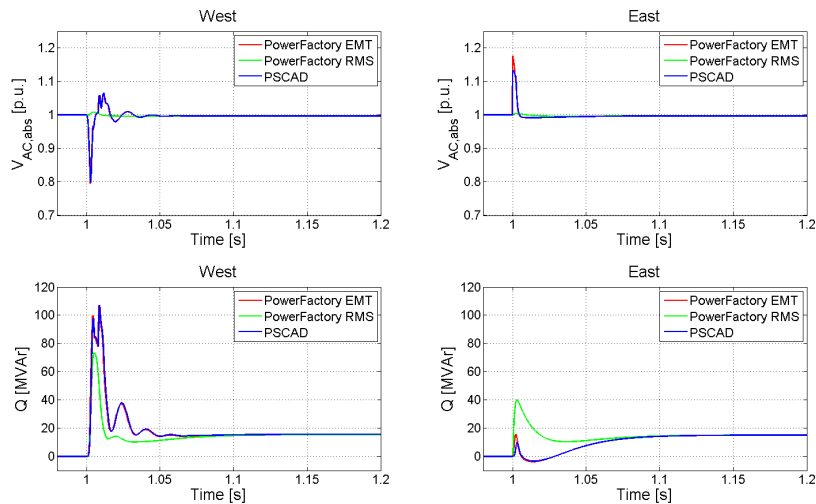 West
1.2
1.1
1
0.9
0.8
0.7
V_AC,abs [p.u.]
PowerFactory EMT
PowerFactory RMS
PSCAD
1
1.05
1.1
1.15
1.2
Time [s]
East
1.2
1.1
1
0.9
0.8
0.7
V_AC,abs [p.u.]
PowerFactory EMT
PowerFactory RMS
PSCAD
1
1.05
1.1
1.15
1.2
Time [s]
West
120
100
80
60
40
20
0
Q [MVAr]
PowerFactory EMT
PowerFactory RMS
PSCAD
1
1.05
1.1
1.15
1.2
Time [s]
East
120
100
80
60
40
20
0
Q [MVAr]
PowerFactory EMT
PowerFactory RMS
PSCAD
1
1.05
1.1
1.15
1.2
Time [s]